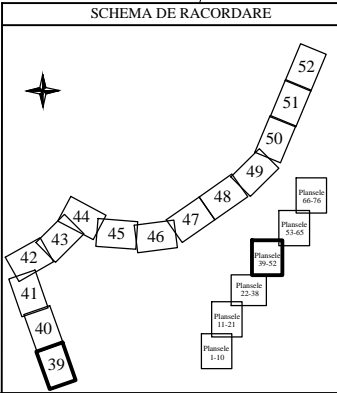 SCHEMA DE RACORDARE
52
51
50
49
48
47
46
45
44
43
42
41
40
39
Plansele
66-76
Plansele
53-65
Plansele
39-52
Plansele
22-38
Plansele
11-21
Plansele
1-10